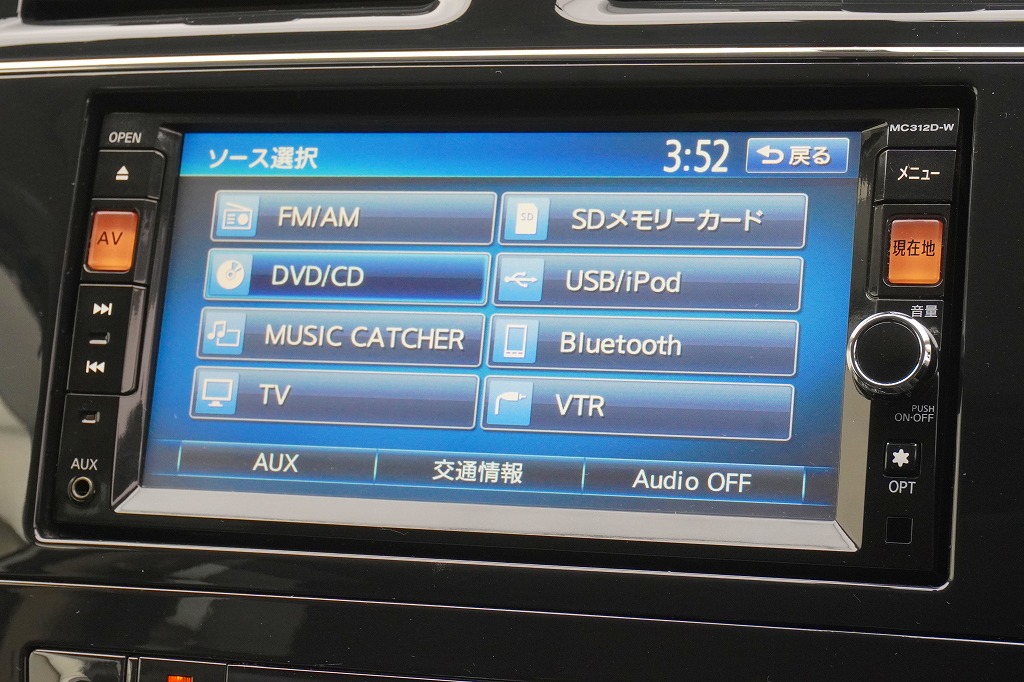 OPEN
MC312D-W
ソース選択
3:52
戻る
メニュー
AV
現在地
FM/AM
SD
SDメモリーカード
DVD/CD
USB/iPod
MUSIC CATCHER
Bluetooth
TV
VTR
音量
PUSH
ON・OFF
AUX
AUX
交通情報
Audio OFF
OPT